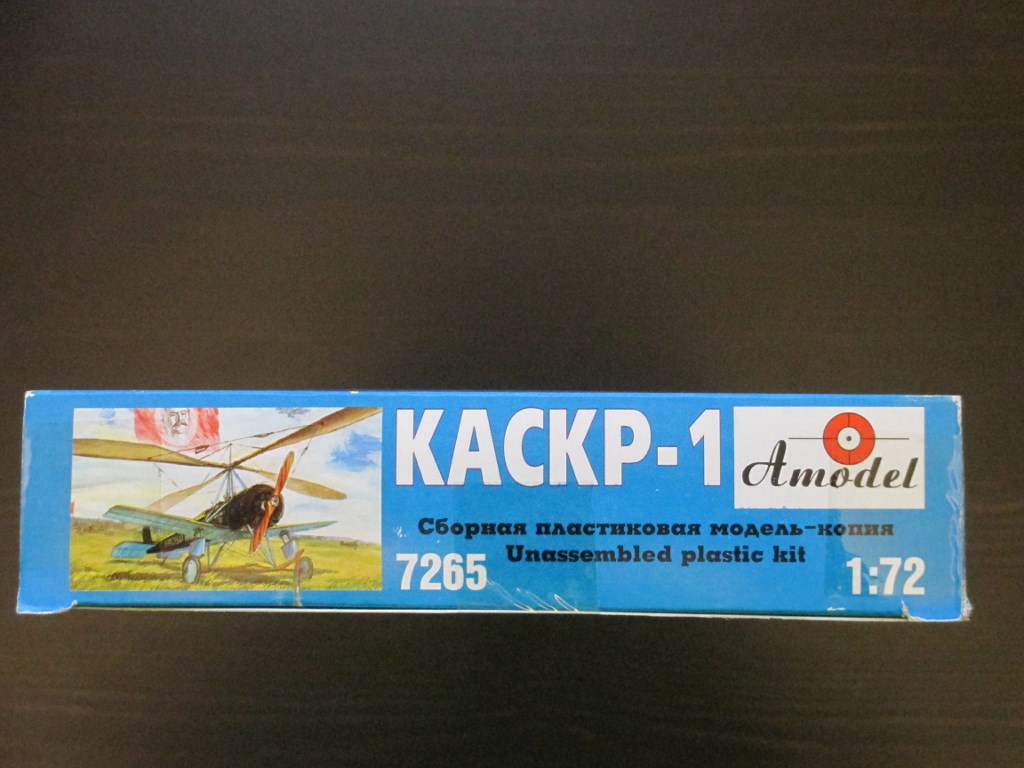 КАСКР-1
Amodel
Сборная пластиковая модель-копия
Unassembled plastic kit
7265
1:72